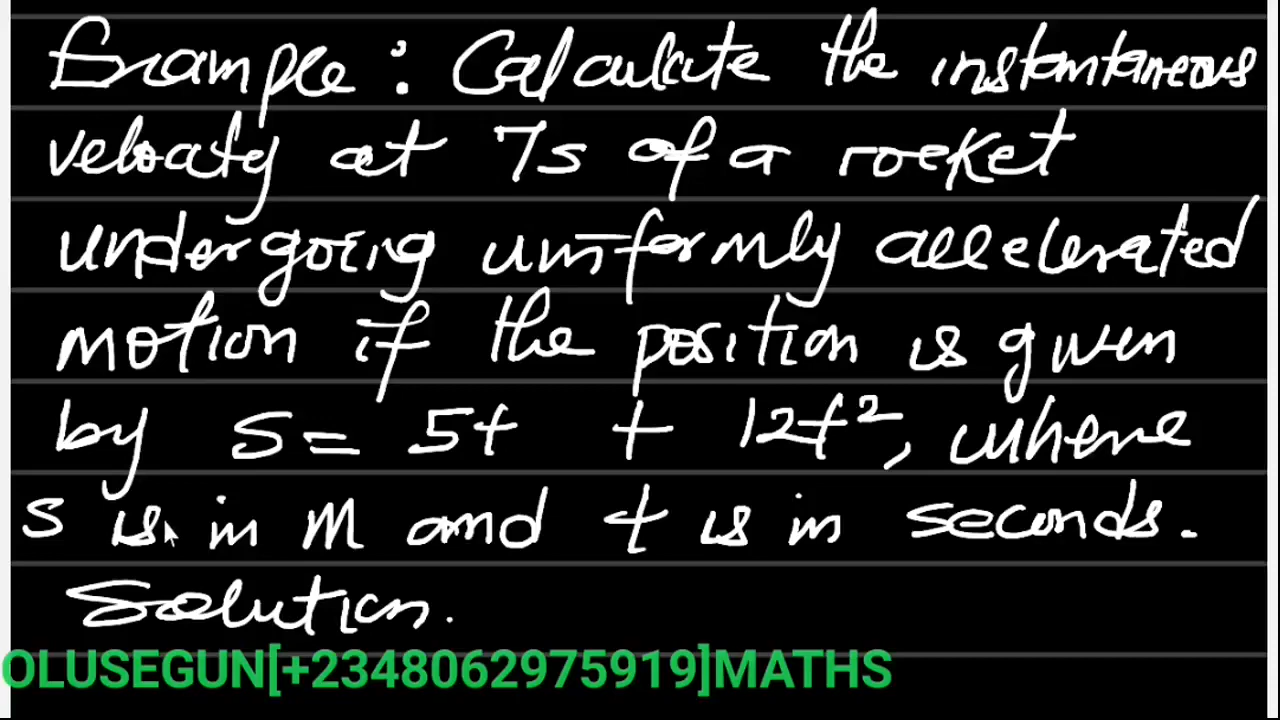 Example: Calculate the instantaneous
velocity at 7s of a rocket
undergoing uniformly accelerated
motion if the position is given
by S = 5t + 12t², where
s is in m and t is in seconds.
Solution.
OLUSEGUN[+2348062975919]MATHS